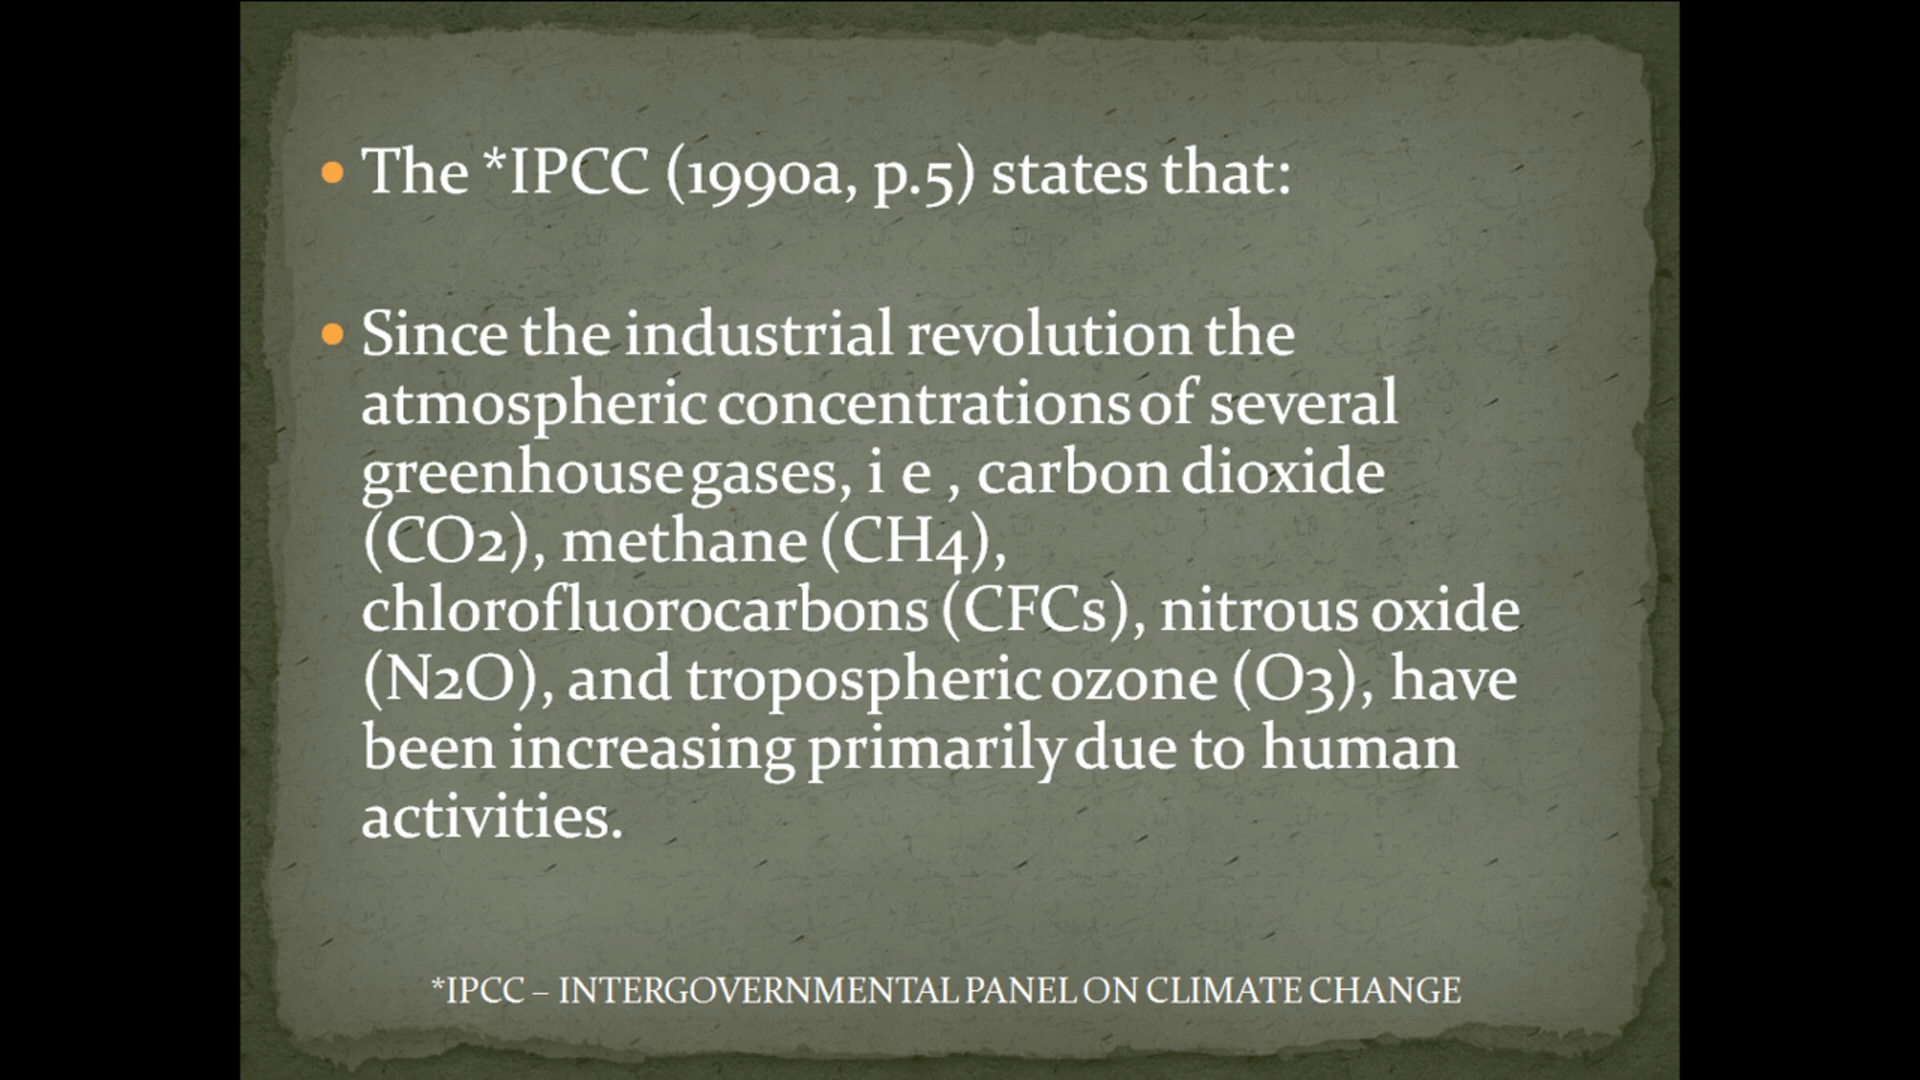 • The *IPCC (1990a, p.5) states that:
• Since the industrial revolution the
atmospheric concentrations of several
greenhouse gases, i e , carbon dioxide
(CO2), methane (CH4),
chlorofluorocarbons (CFCs), nitrous oxide
(N2O), and tropospheric ozone (O3), have
been increasing primarily due to human
activities.
*IPCC – INTERGOVERNMENTAL PANEL ON CLIMATE CHANGE